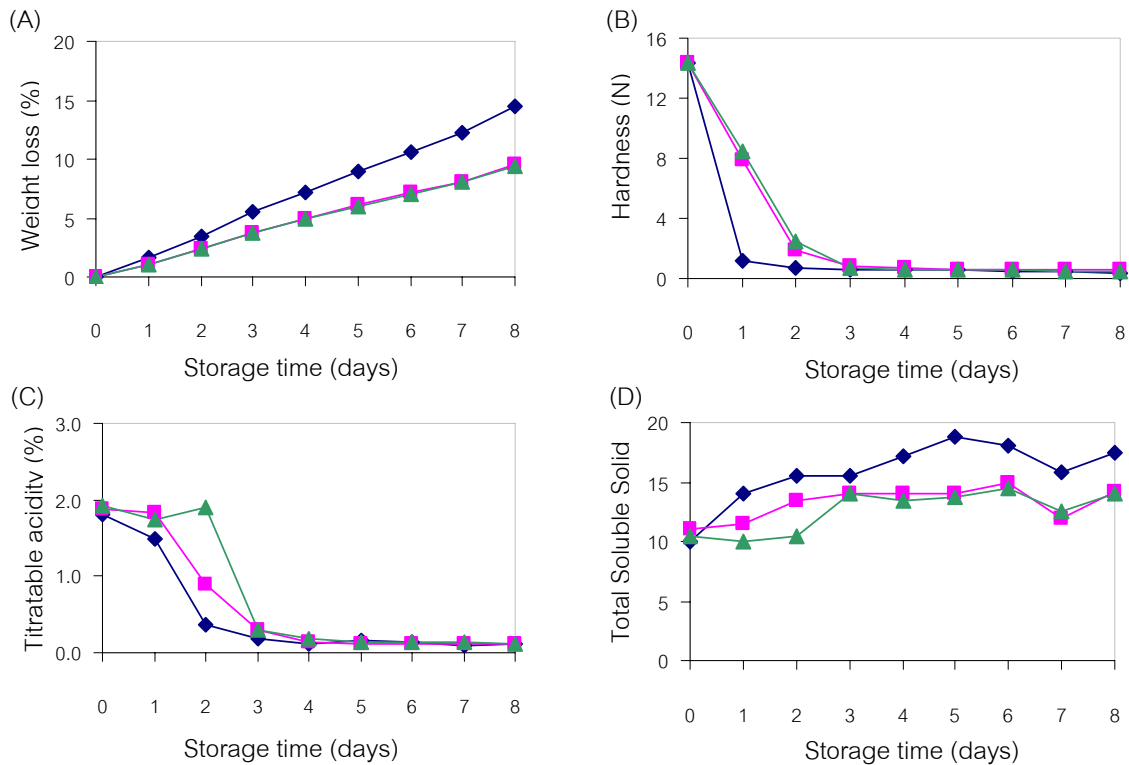 (A)
20
15
10
5
0
Weidht loss (%)
0 1 2 3 4 5 6 7 8
Storage time (days)
(B)
16
12
8
4
0
Hardness (N)
0 1 2 3 4 5 6 7 8
Storage time (days)
(C)
3.0
2.0
1.0
0.0
Titratable acidity (%)
0 1 2 3 4 5 6 7 8
Storage time (days)
(D)
20
15
10
5
0
Total Soluble Solid
0 1 2 3 4 5 6 7 8
Storage time (days)